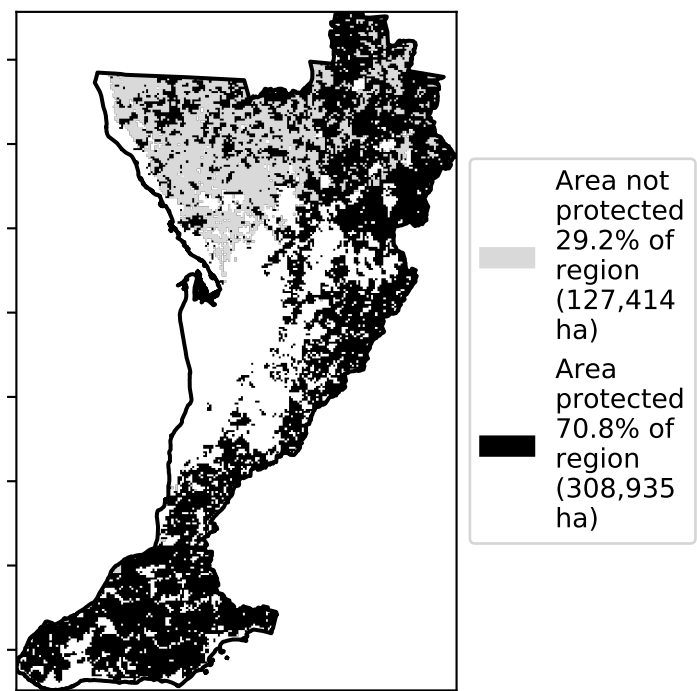 Area not
protected
29.2% of
region
(127,414
ha)
Area
protected
70.8% of
region
(308,935
ha)